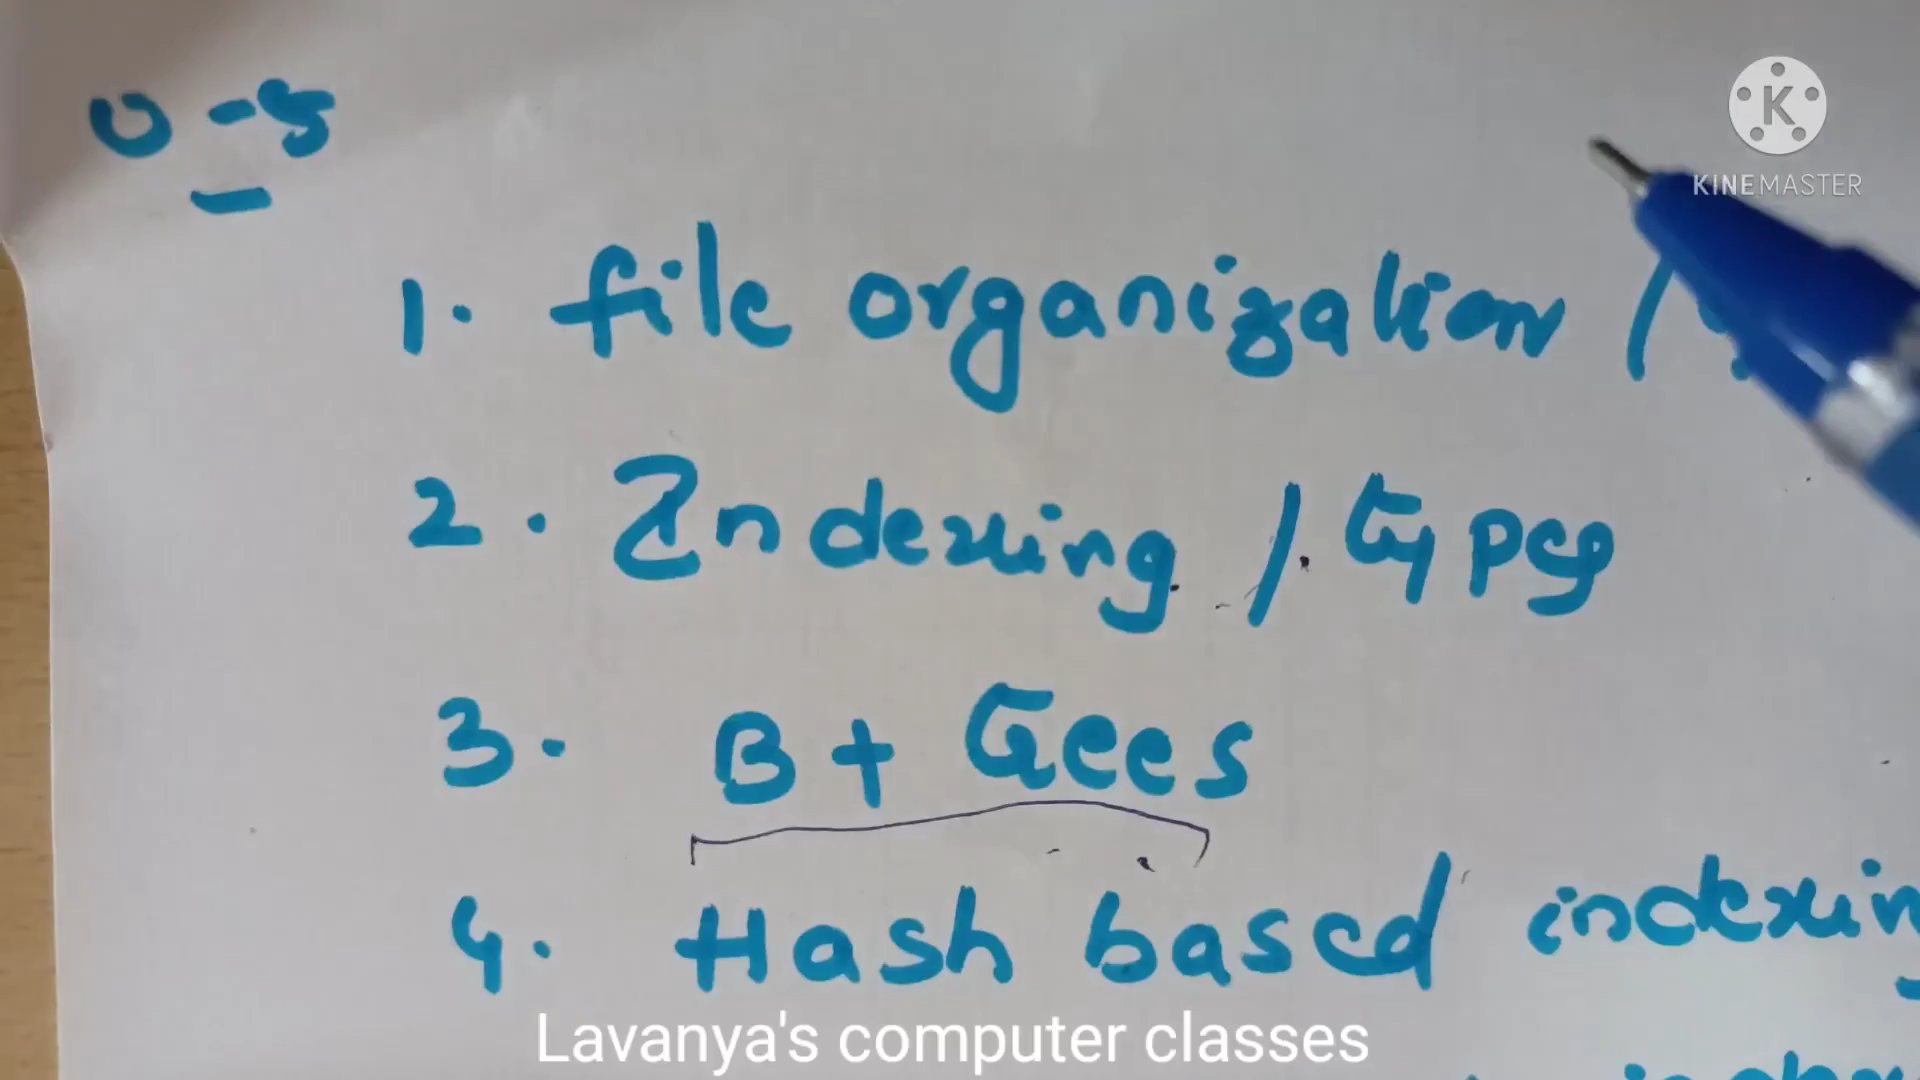 U-5
KINEMASTER
1. file organization /
2. Indexing / types
3. B+ Trees
4. Hash based indexing
Lavanya's computer classes